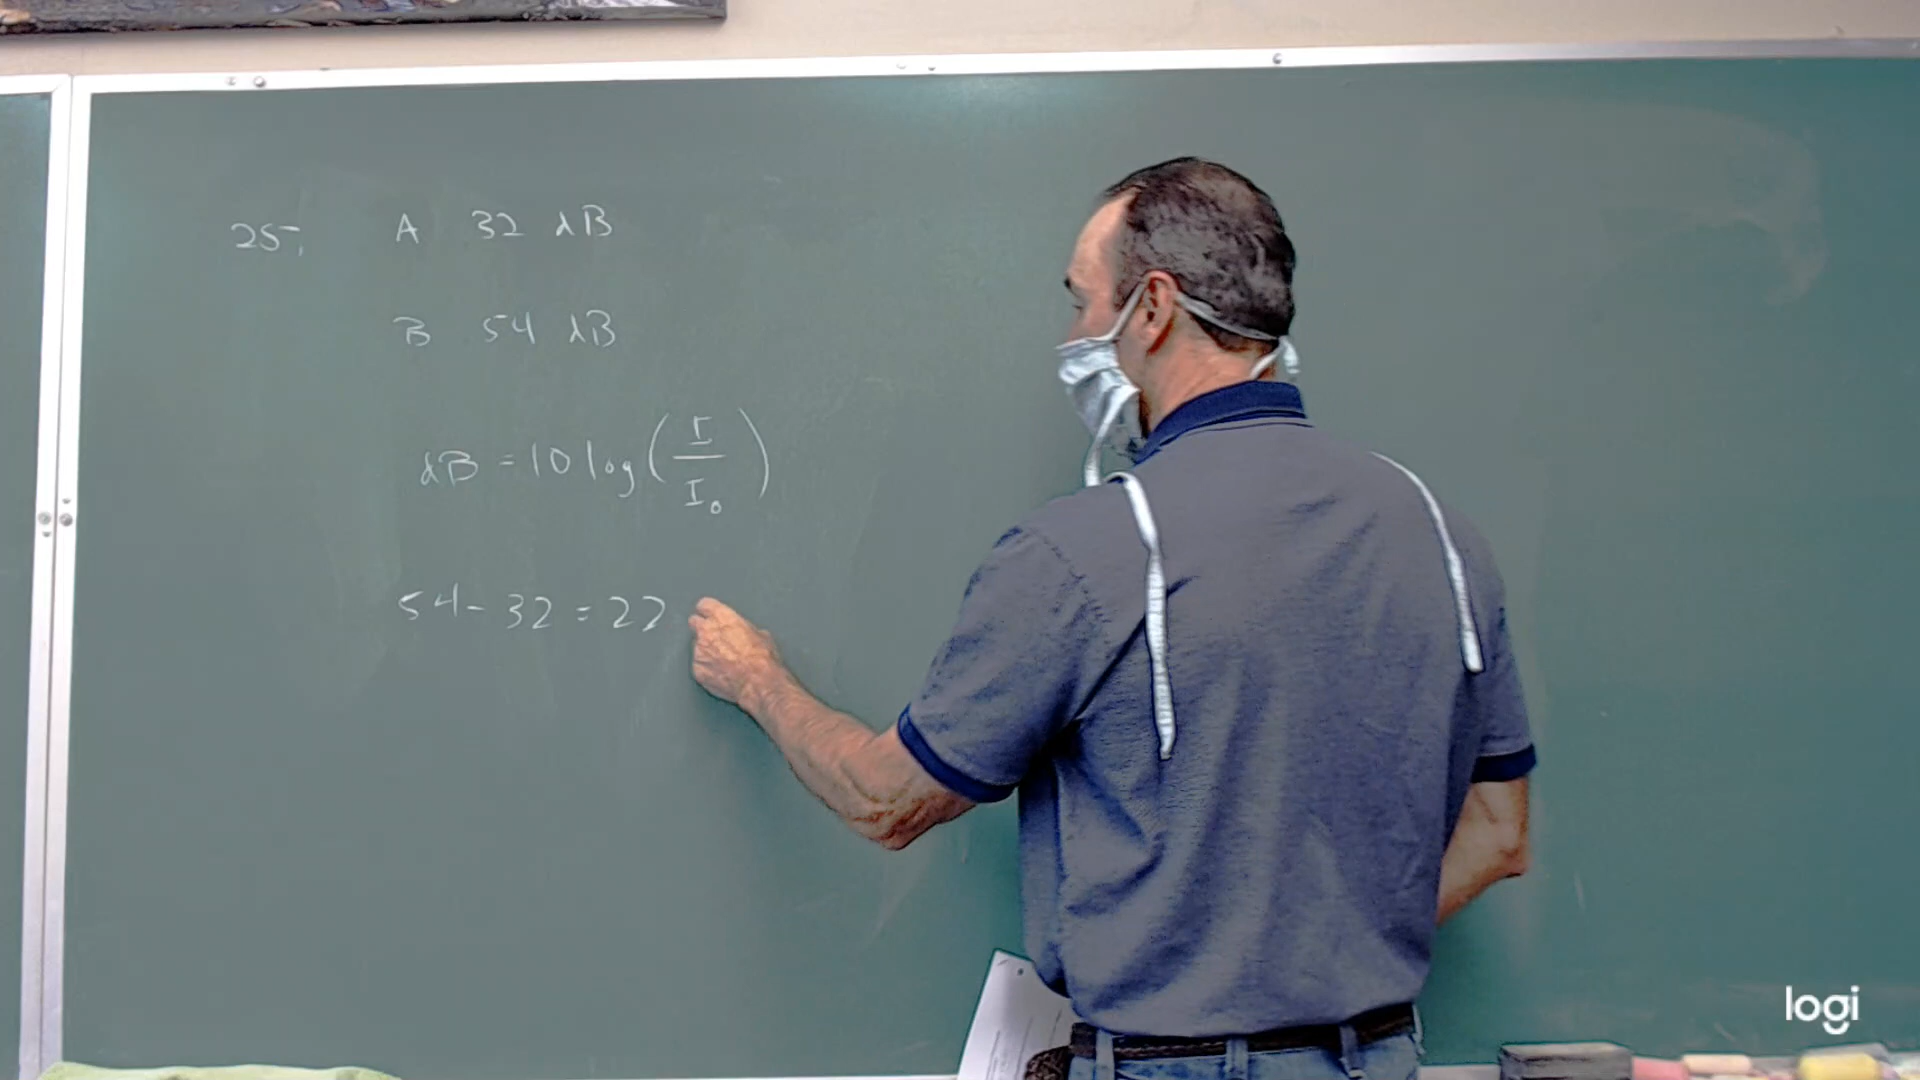 25. A 32 dB
B 54 dB
dB = 10 log(I/I₀)
54 - 32 = 22
logi